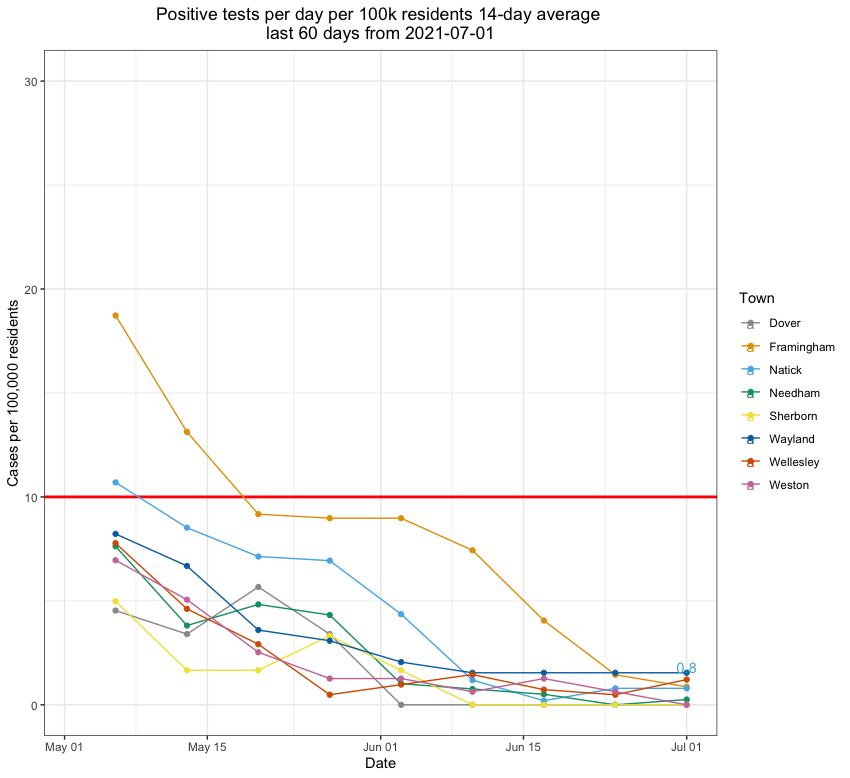 Positive tests per day per 100k residents 14-day average
last 60 days from 2021-07-01
30
20
10
0
Cases per 100,000 residents
0.8
May 01
May 15
Jun 01
Jun 15
Jul 01
Date
Town
a Dover
a Framingham
a Natick
a Needham
a Sherborn
a Wayland
a Wellesley
a Weston